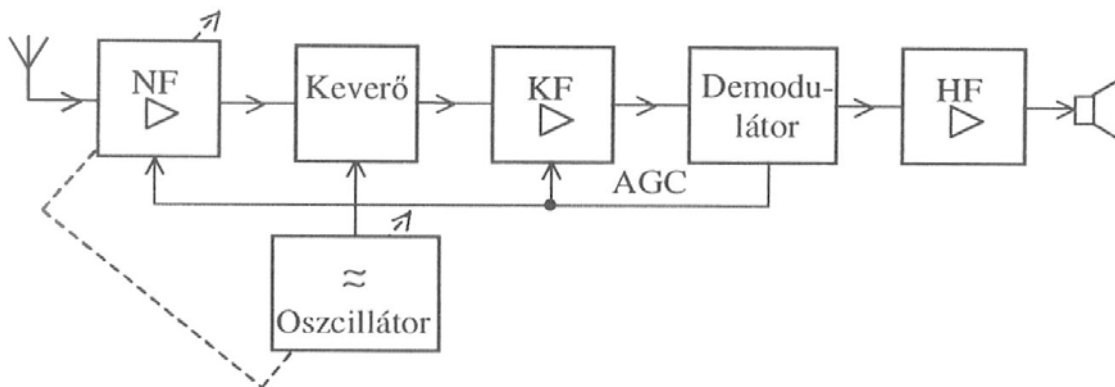 NF
Keverő
KF
Demodu-
látor
HF
AGC
≈
Oszcillátor